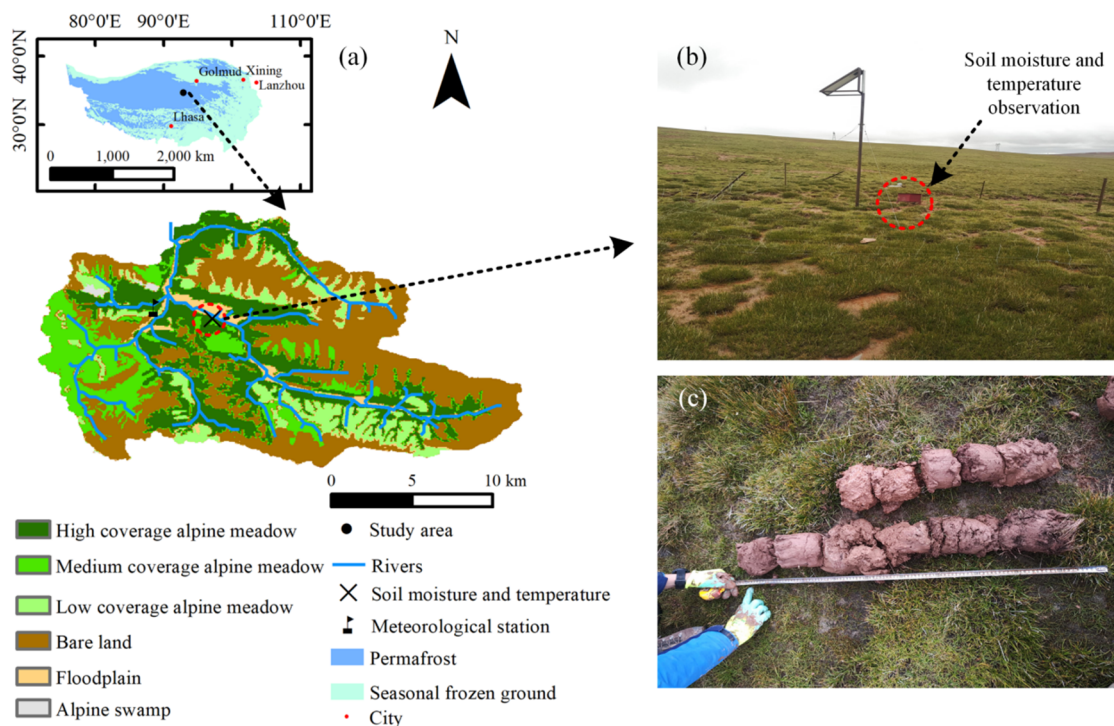 80°0'E 90°0'E 110°0'E
(a)
N
40°0'N
30°0'N
Golmud Xining
Lanzhou
Lhasa
0 1,000 2,000 km
(b)
Soil moisture and
temperature
observation
0 5 10 km
(c)
High coverage alpine meadow
Medium coverage alpine meadow
Low coverage alpine meadow
Bare land
Floodplain
Alpine swamp
Study area
Rivers
Soil moisture and temperature
Meteorological station
Permafrost
Seasonal frozen ground
City